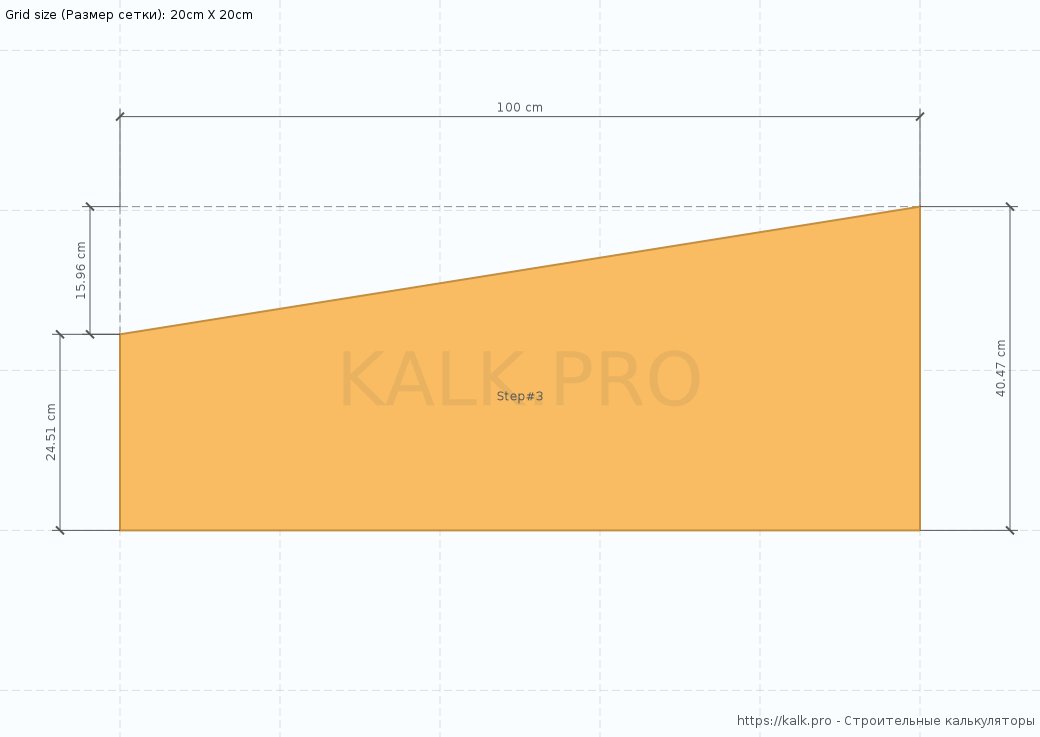 Grid size (Размер сетки): 20cm X 20cm
100 cm
15.96 cm
40.47 cm
24.51 cm
KALK.PRO
Step#3
https://kalk.pro - Строительные калькуляторы